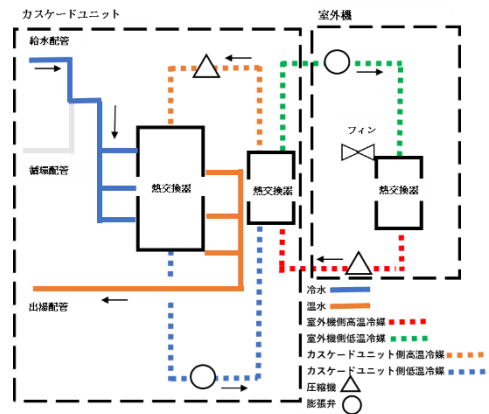 カスケードユニット
室外機
給水配管
フィン
循環配管
熱交換器
熱交換器
熱交換器
出湯配管
冷水
温水
室外機側高温冷媒
室外機側低温冷媒
カスケードユニット側高温冷媒
カスケードユニット側低温冷媒
圧縮機
膨張弁